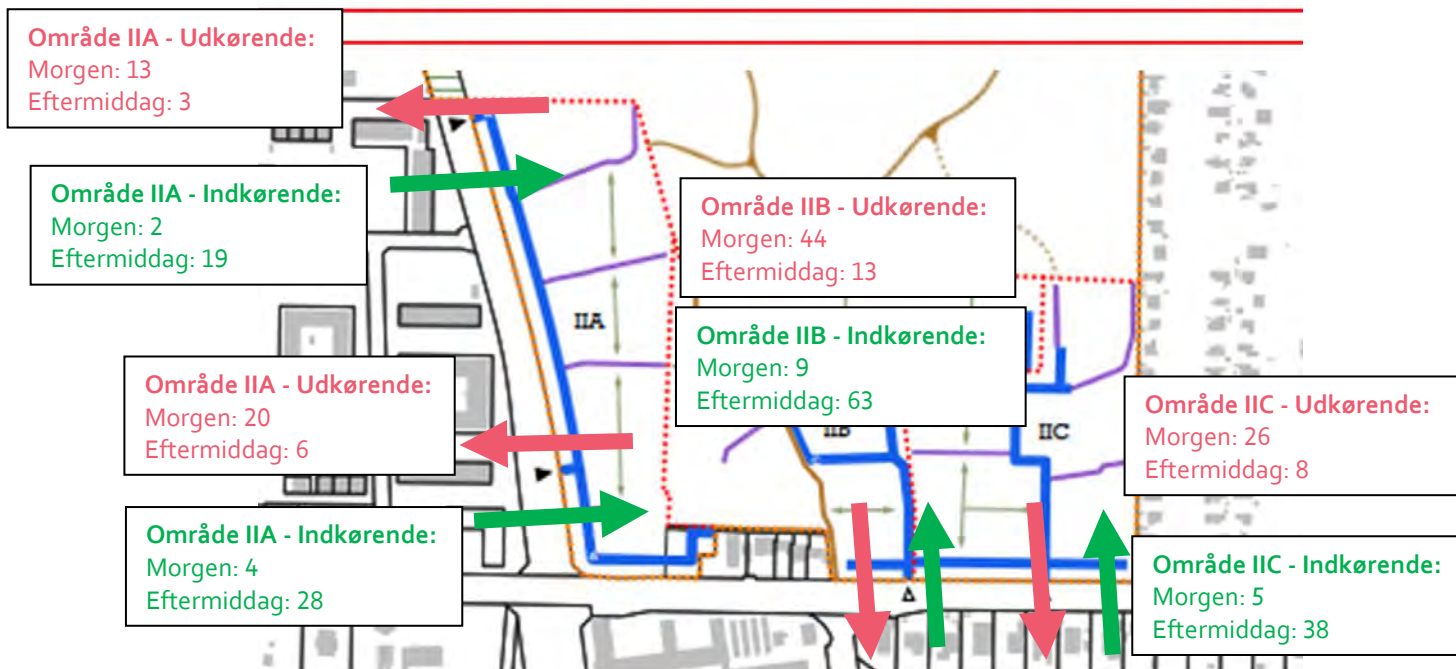 Område IIA - Udkørende:
Morgen: 13
Eftermiddag: 3
Område IIA - Indkørende:
Morgen: 2
Eftermiddag: 19
Område IIB - Udkørende:
Morgen: 44
Eftermiddag: 13
IIA
Område IIB - Indkørende:
Morgen: 9
Eftermiddag: 63
Område IIA - Udkørende:
Morgen: 20
Eftermiddag: 6
IIB
IIC
Område IIC - Udkørende:
Morgen: 26
Eftermiddag: 8
Område IIA - Indkørende:
Morgen: 4
Eftermiddag: 28
Område IIC - Indkørende:
Morgen: 5
Eftermiddag: 38